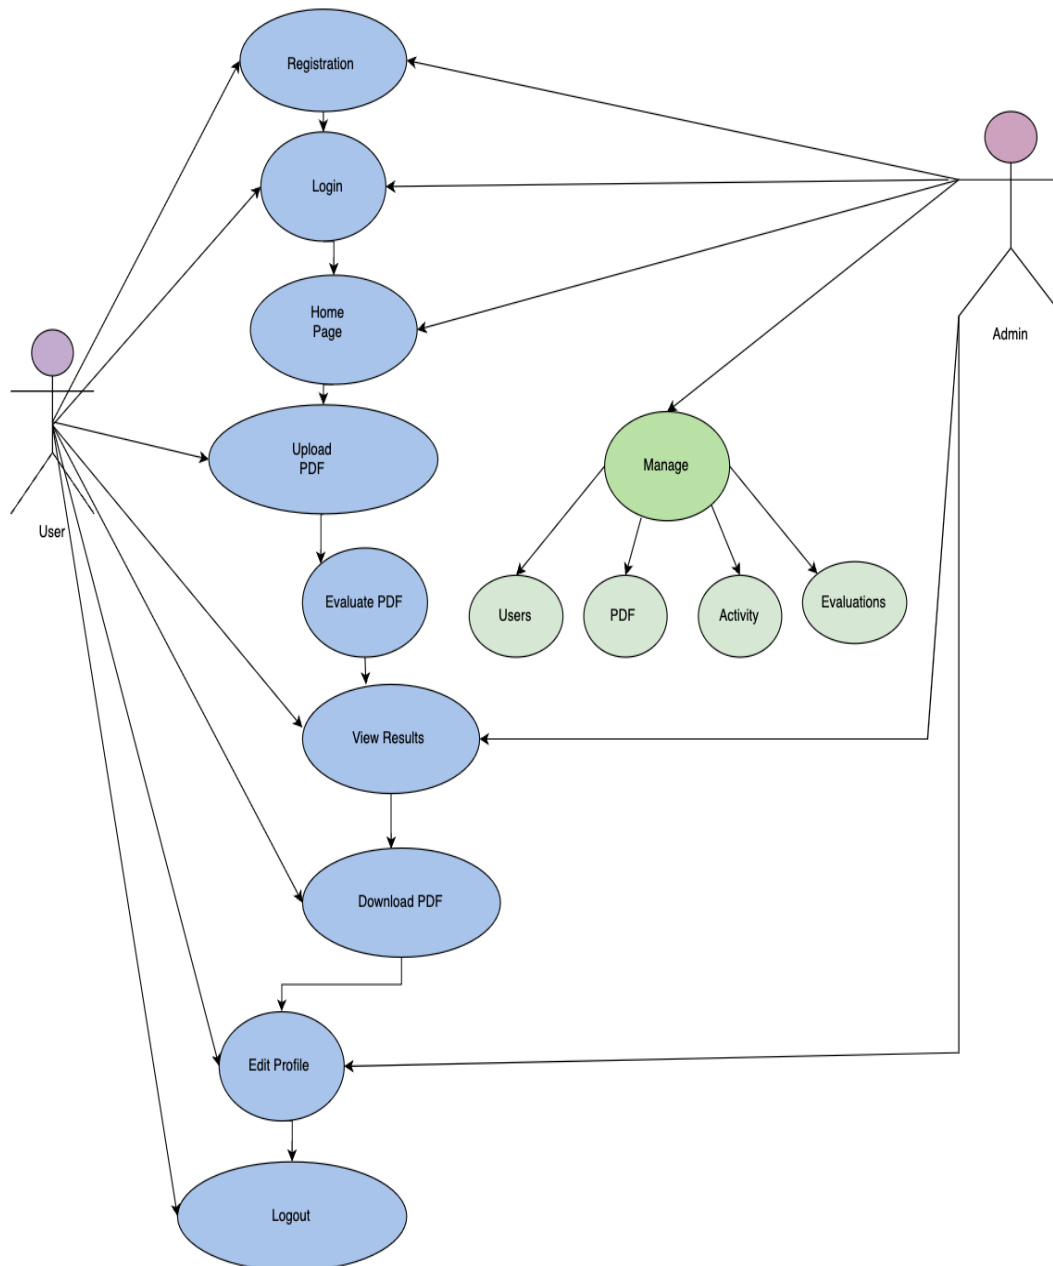 Registration
Login
Home
Page
Admin
Upload
PDF
Manage
User
Evaluate PDF
Users
PDF
Activity
Evaluations
View Results
Download PDF
Edit Profile
Logout